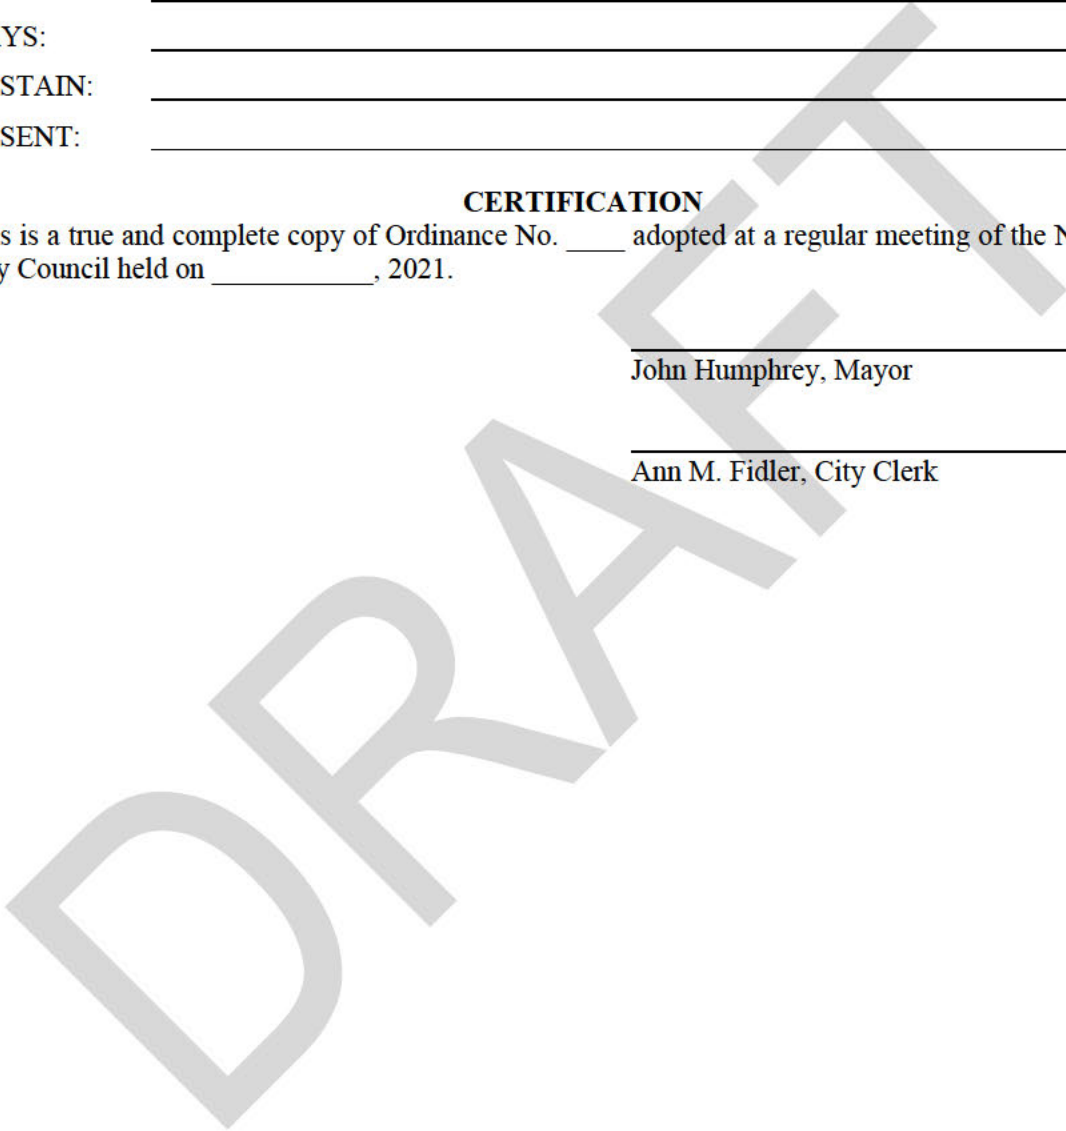 YS:
STAIN:
SENT:
CERTIFICATION
s is a true and complete copy of Ordinance No. ____ adopted at a regular meeting of the N
y Council held on ___________, 2021.
John Humphrey, Mayor
Ann M. Fidler, City Clerk
DRAFT